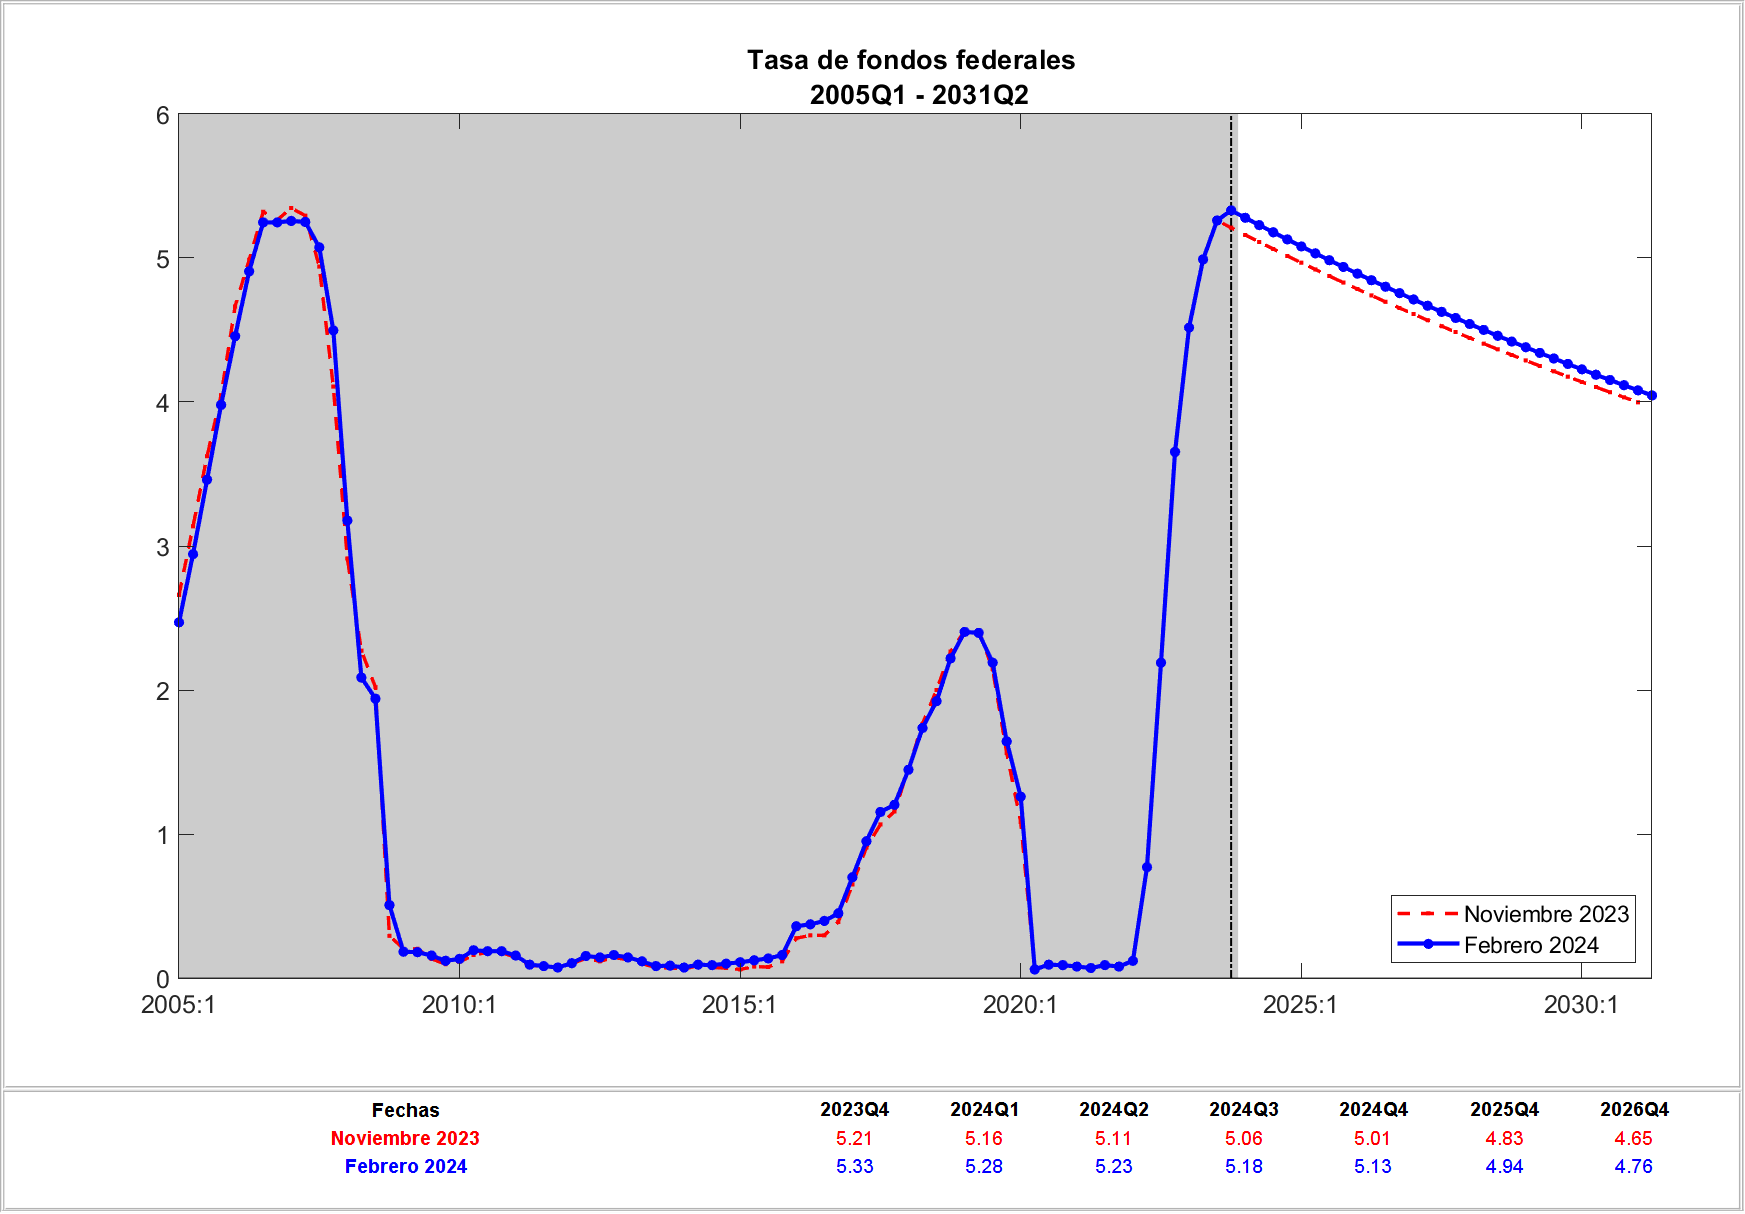 Tasa de fondos federales
2005Q1 - 2031Q2
6
5
4
3
2
1
0
2005:1 2010:1 2015:1 2020:1 2025:1 2030:1
Noviembre 2023
Febrero 2024
Fechas 2023Q4 2024Q1 2024Q2 2024Q3 2024Q4 2025Q4 2026Q4
Noviembre 2023 5.21 5.16 5.11 5.06 5.01 4.83 4.65
Febrero 2024 5.33 5.28 5.23 5.18 5.13 4.94 4.76